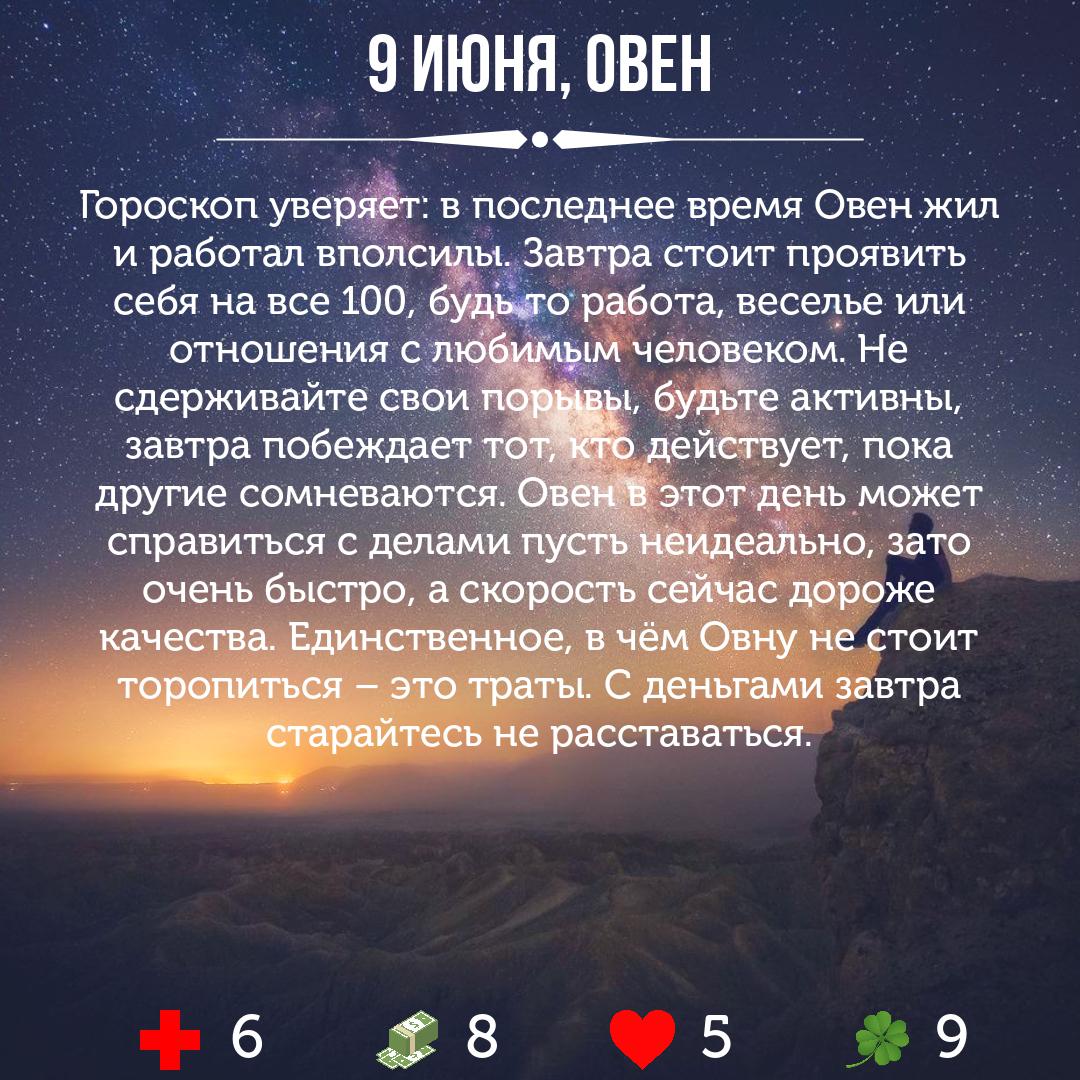 9 ИЮНЯ, ОВЕН
Гороскоп уверяет: в последнее время Овен жил
и работал вполсилы. Завтра стоит проявить
себя на все 100, будь то работа, веселье или
отношения с любимым человеком. Не
сдерживайте свои порывы, будьте активны,
завтра побеждает тот, кто действует, пока
другие сомневаются. Овен в этот день может
справиться с делами пусть неидеально, зато
очень быстро, а скорость сейчас дороже
качества. Единственное, в чём Овну не стоит
торопиться – это траты. С деньгами завтра
старайтесь не расставаться.
6 8 5 9